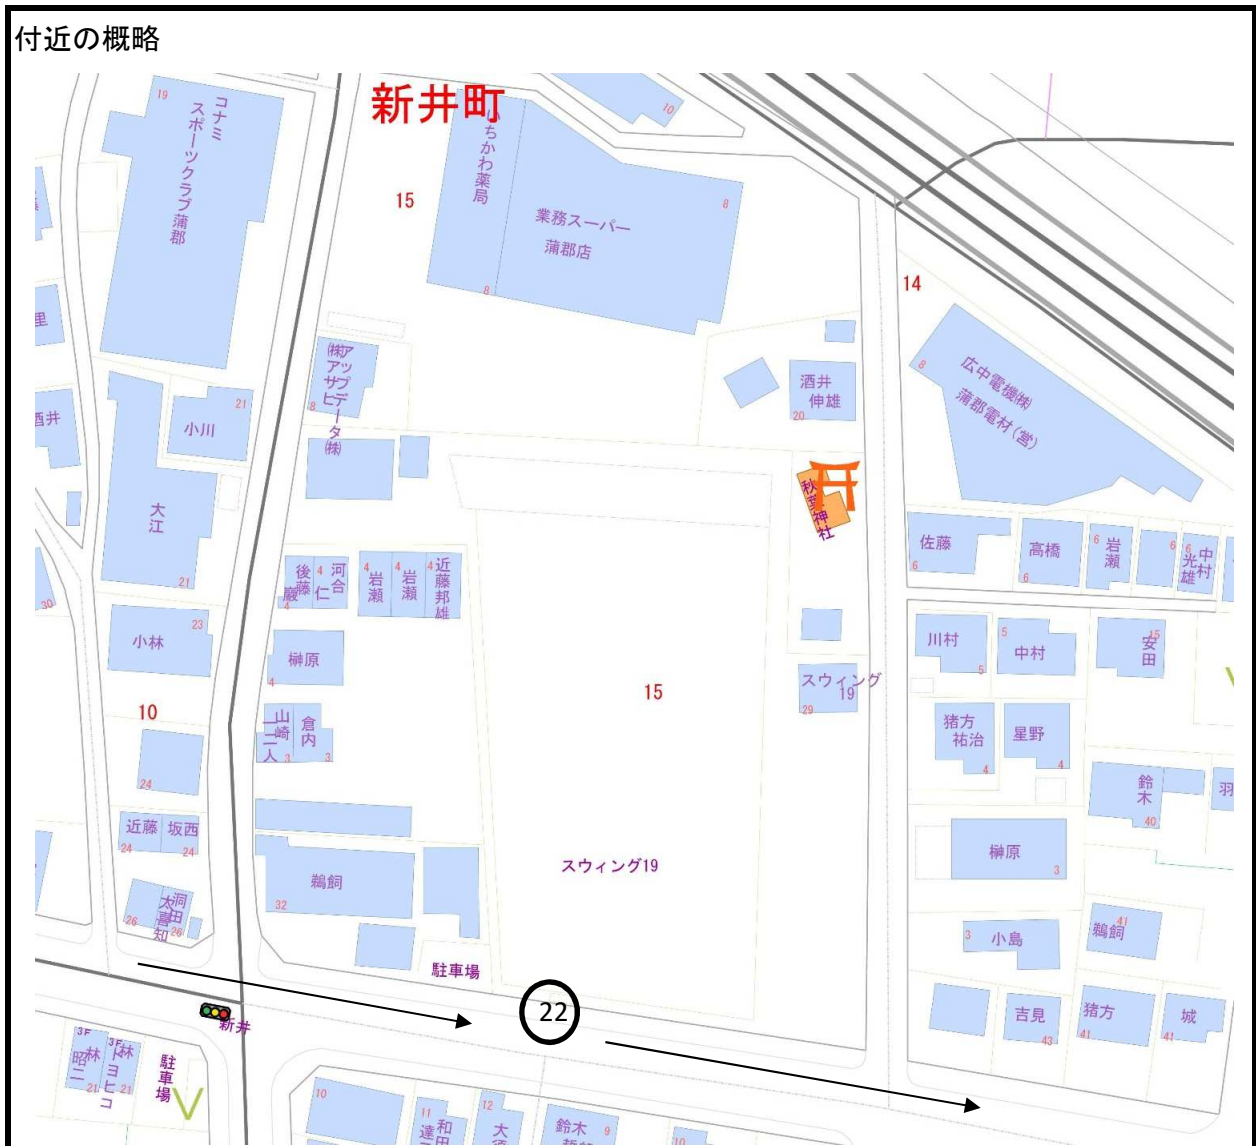 付近の概略
新井町
19
コナミ
スポーツクラブ蒲郡
15
いちかわ薬局
8
業務スーパー
蒲郡店
8
10
14
里
(株)アサヒ
アップデータ(株)
8
酒井
伸雄
20
広中電機(株)
蒲郡電材(営)
8
酒井
小川
21
大江
21
秋葉神社
佐藤
6
高橋
6
岩瀬
6
6
中村
光雄
6
後藤
巌
4
河合
仁
4
岩瀬
4
岩瀬
4
近藤邦雄
4
30
小林
23
榊原
4
川村
5
中村
5
安田
15
スウィング
19
29
10
山崎
一二人
3
倉内
3
15
猪方
祐治
4
星野
4
24
鈴木
40
羽
近藤
24
坂西
24
鵜飼
32
スウィング19
榊原
3
洞田
太喜知
26
26
小島
3
鵜飼
41
駐車場
22
吉見
43
猪方
41
城
41
新井
3F
林
昭二
21
3F
林
トヨヒコ
21
駐車場
10
11
和田
12
大
鈴木
9
10